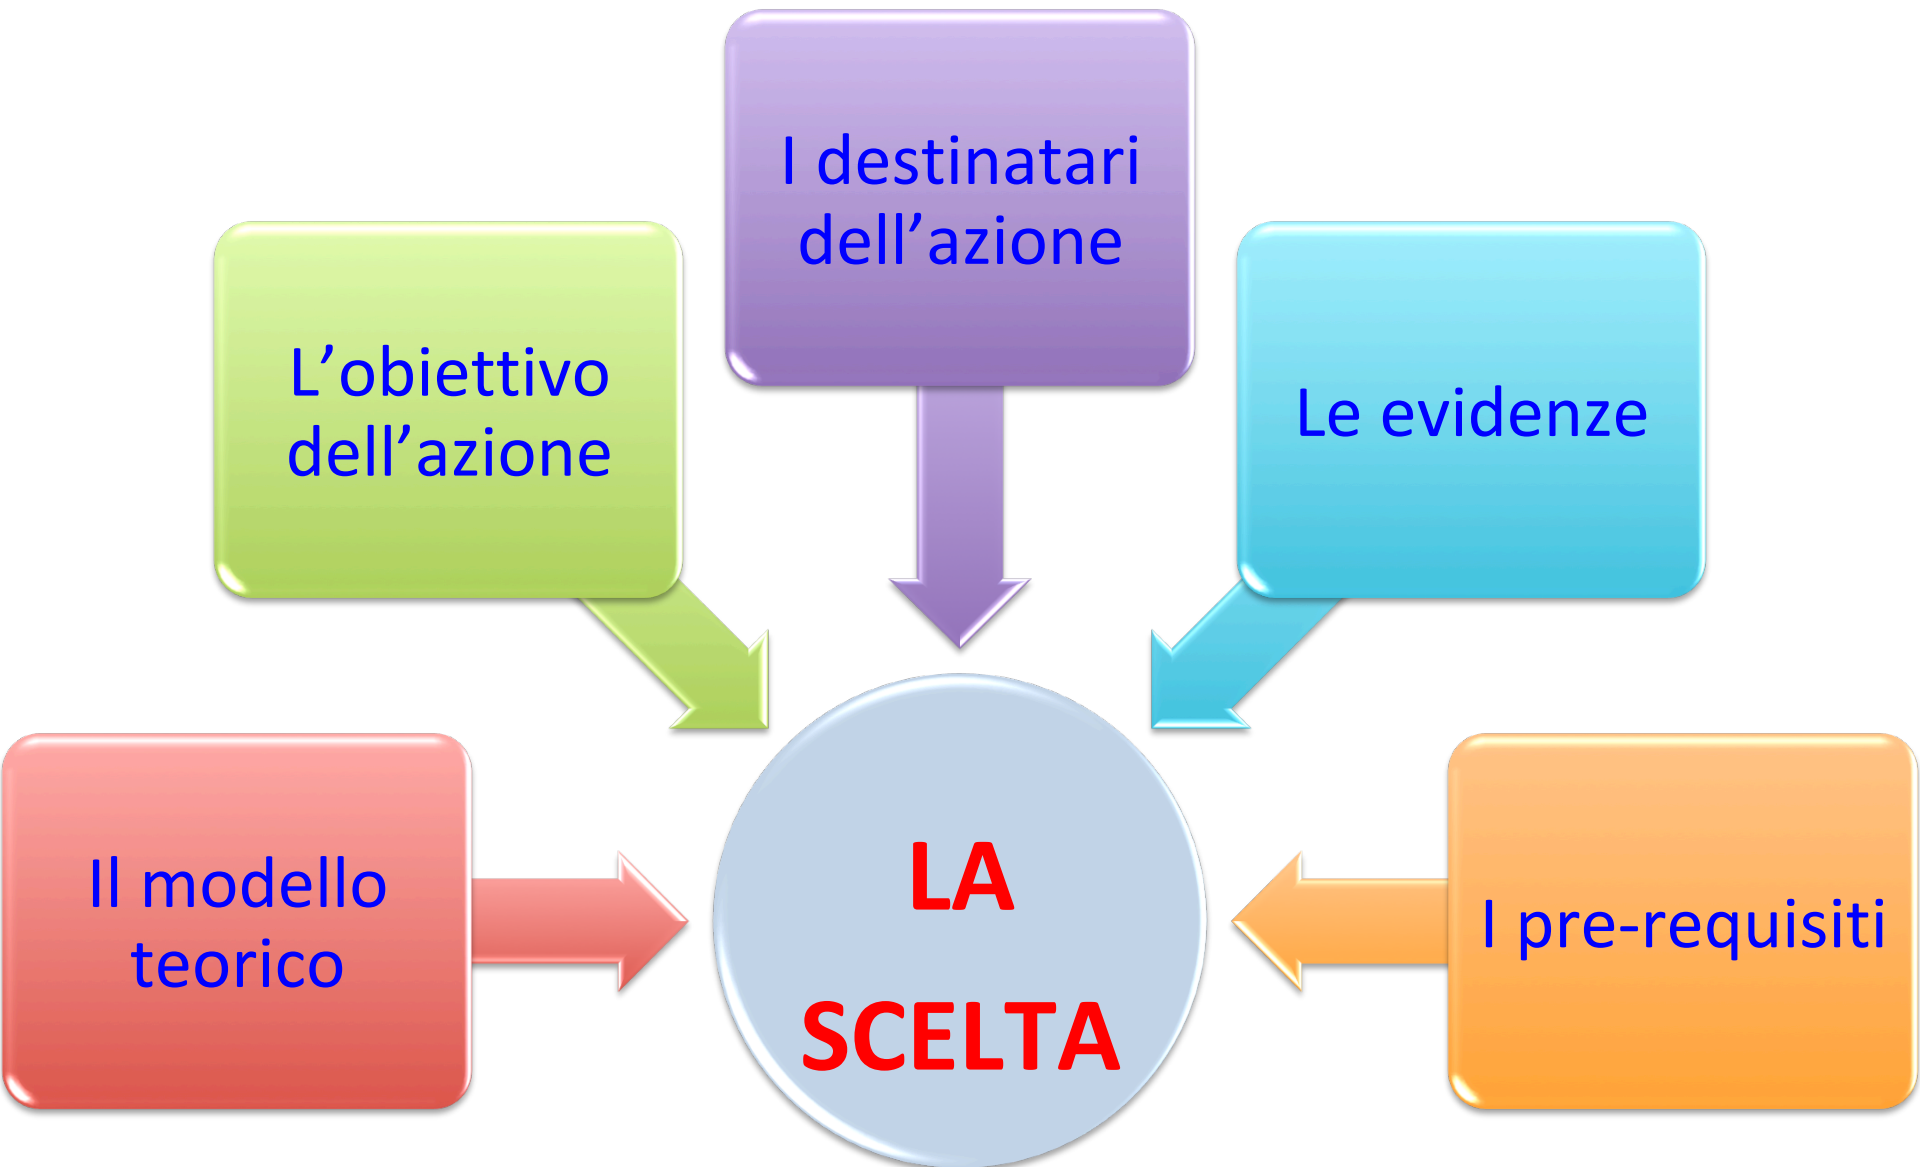 I destinatari
dell’azione
L’obiettivo
dell’azione
Le evidenze
Il modello
teorico
LA
SCELTA
I pre-requisiti